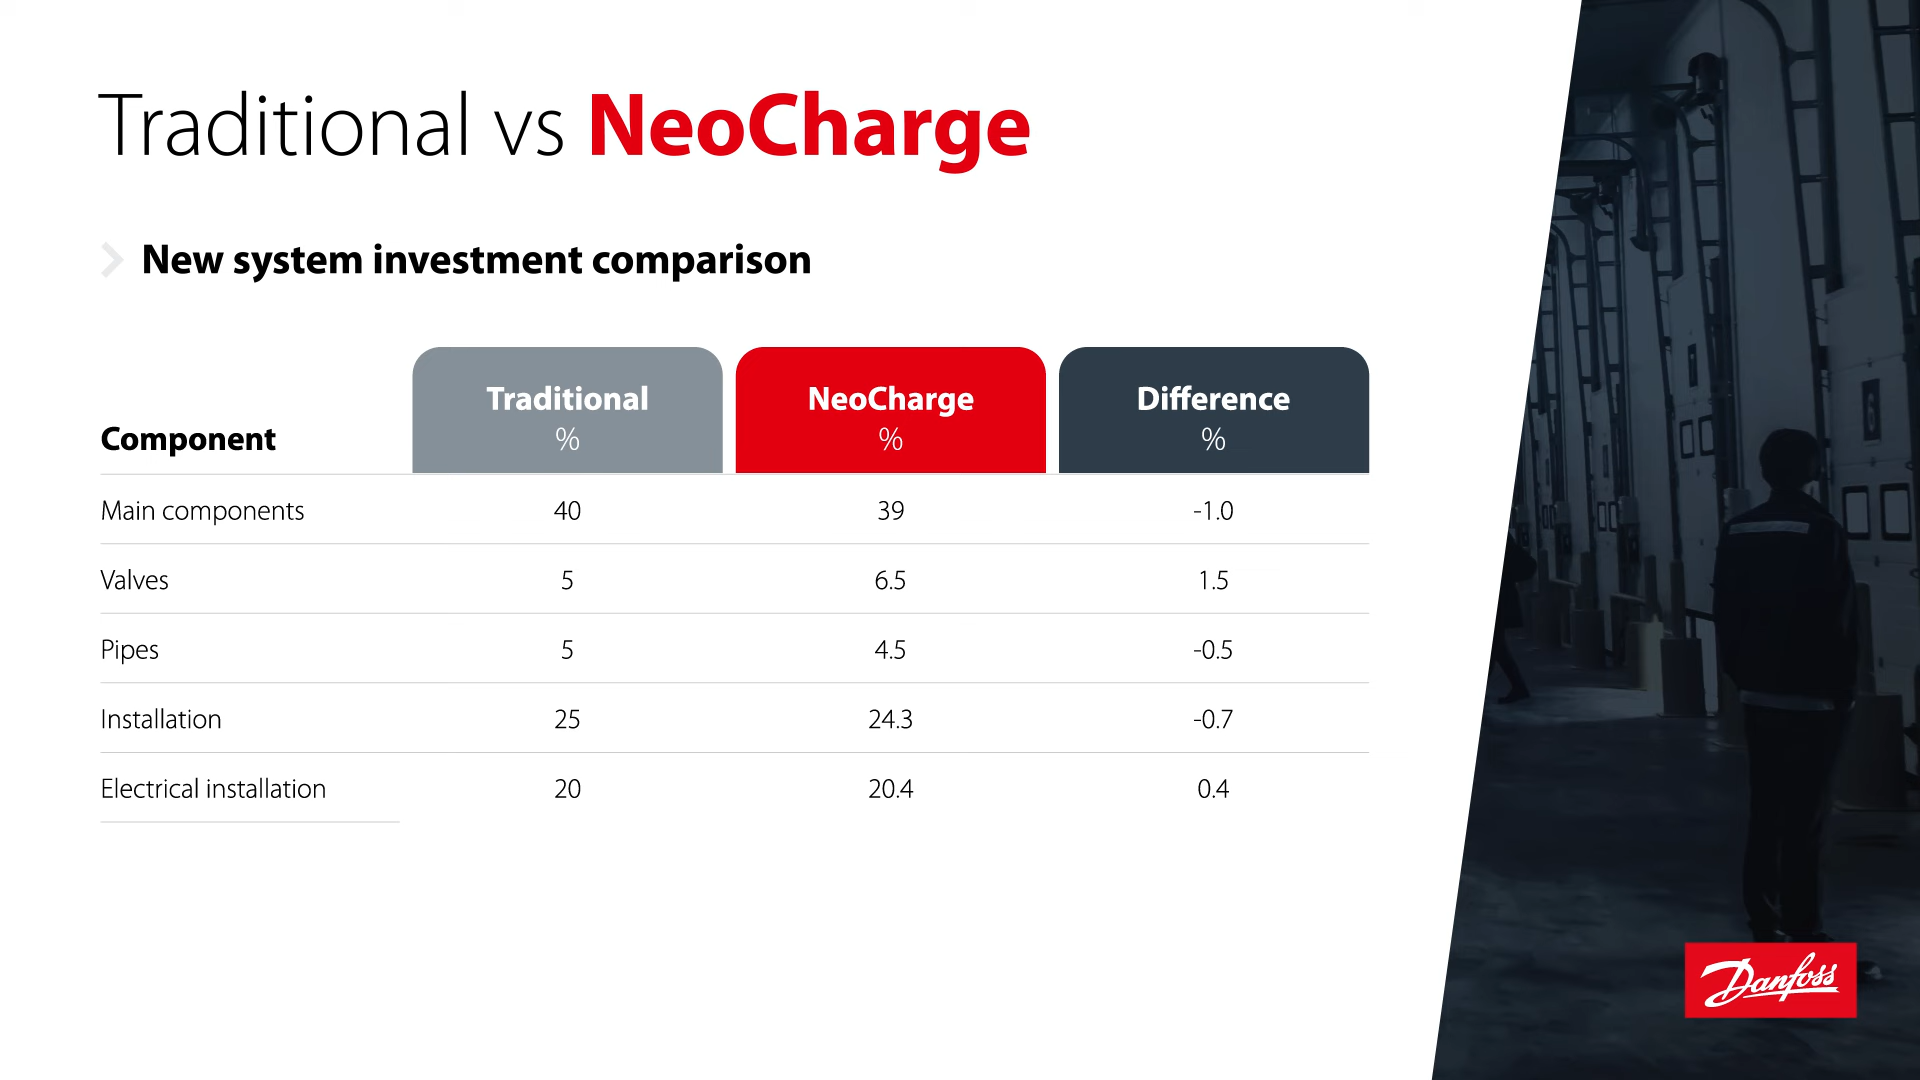 Traditional vs NeoCharge
New system investment comparison
Component Traditional % NeoCharge % Difference %
Main components 40 39 -1.0
Valves 5 6.5 1.5
Pipes 5 4.5 -0.5
Installation 25 24.3 -0.7
Electrical installation 20 20.4 0.4
Danfoss